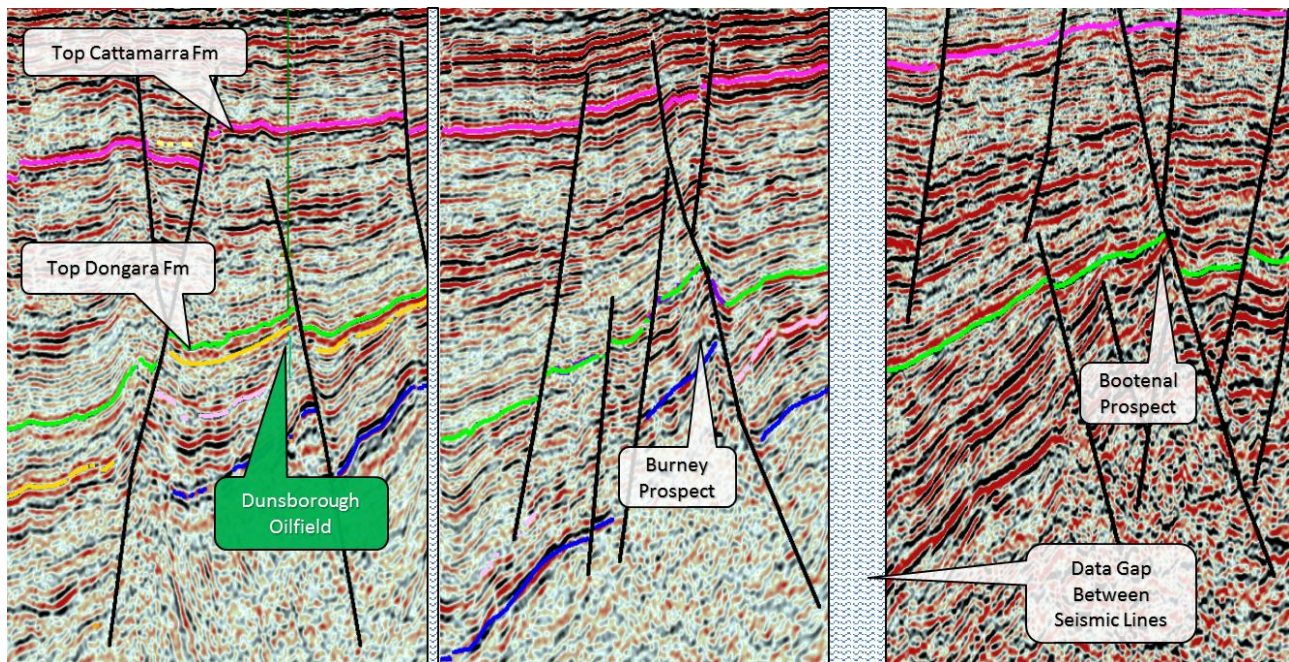 Top Cattamarra Fm
Top Dongara Fm
Dunsborough
Oilfield
Burney
Prospect
Bootenal
Prospect
Data Gap
Between
Seismic Lines